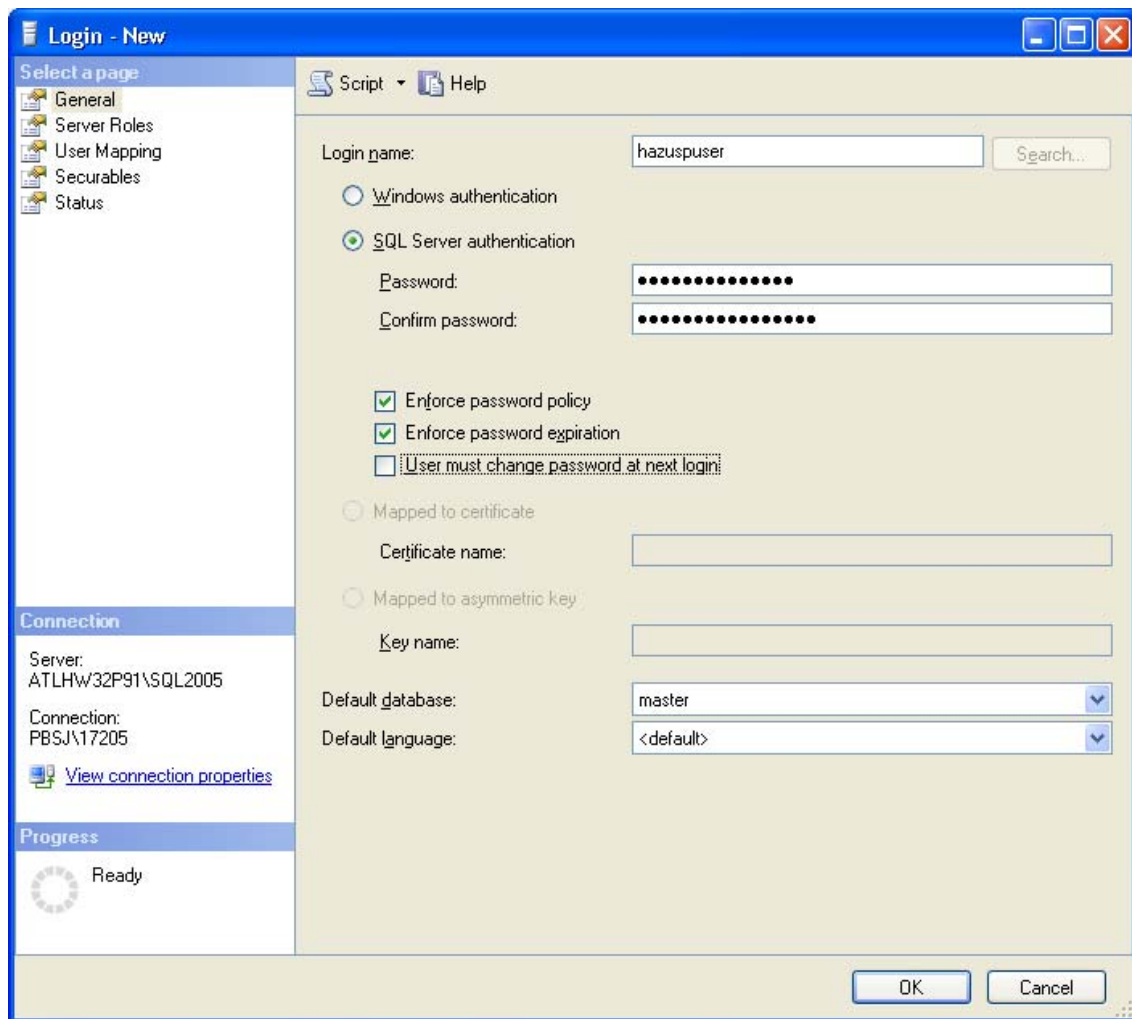 Login - New
Select a page
General
Server Roles
User Mapping
Securables
Status
Connection
Server:
ATLHW32P91\SQL2005
Connection:
PBSJ\17205
View connection properties
Progress
Ready
Script Help
Login name: hazuspuser Search...
Windows authentication
SQL Server authentication
Password: ●●●●●●●●●●●●●●
Confirm password: ●●●●●●●●●●●●●●●●
Enforce password policy
Enforce password expiration
User must change password at next login
Mapped to certificate
Certificate name:
Mapped to asymmetric key
Key name:
Default database: master
Default language: <default>
OK Cancel